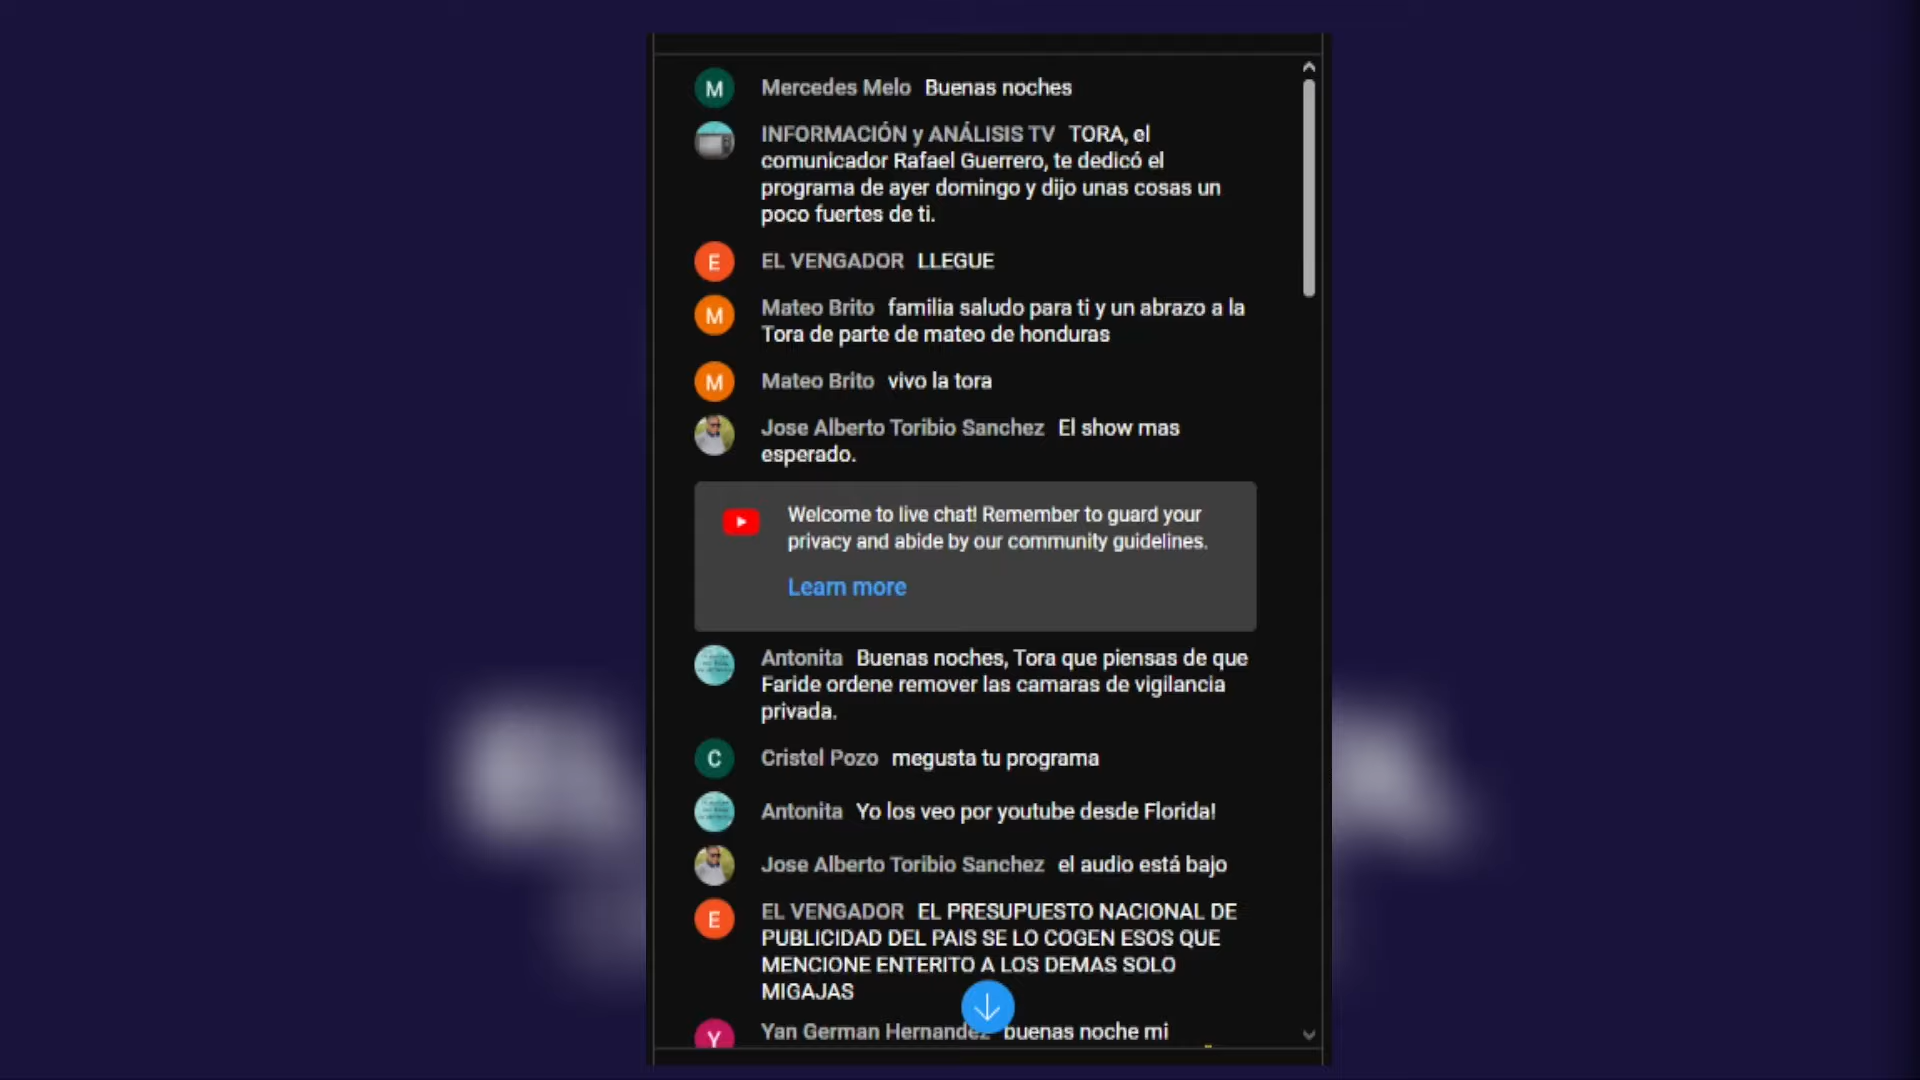 M Mercedes Melo Buenas noches
INFORMACIÓN y ANÁLISIS TV TORA, el
comunicador Rafael Guerrero, te dedicó el
programa de ayer domingo y dijo unas cosas un
poco fuertes de ti.
E EL VENGADOR LLEGUE
M Mateo Brito familia saludo para ti y un abrazo a la
Tora de parte de mateo de honduras
M Mateo Brito vivo la tora
Jose Alberto Toribio Sanchez El show mas
esperado.
Welcome to live chat! Remember to guard your
privacy and abide by our community guidelines.
Learn more
Antonita Buenas noches, Tora que piensas de que
Faride ordene remover las camaras de vigilancia
privada.
C Cristel Pozo megusta tu programa
Antonita Yo los veo por youtube desde Florida!
Jose Alberto Toribio Sanchez el audio está bajo
E EL VENGADOR EL PRESUPUESTO NACIONAL DE
PUBLICIDAD DEL PAIS SE LO COGEN ESOS QUE
MENCIONE ENTERITO A LOS DEMAS SOLO
MIGAJAS
Y Yan German Hernandez buenas noche mi